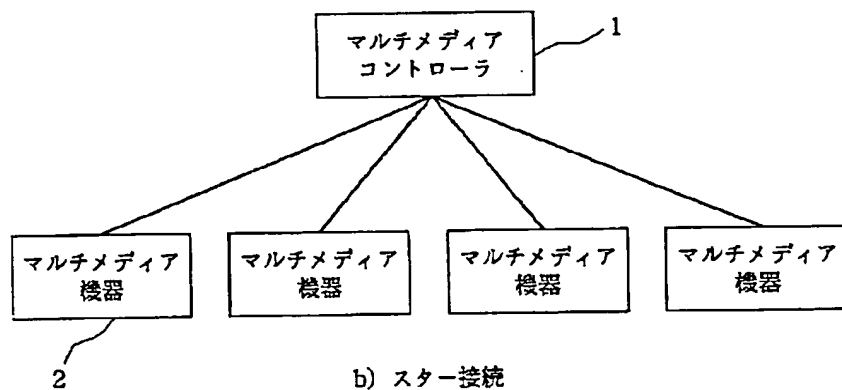 マルチメディア
コントローラ
1
マルチメディア
機器
マルチメディア
機器
マルチメディア
機器
マルチメディア
機器
2
b) スター接続